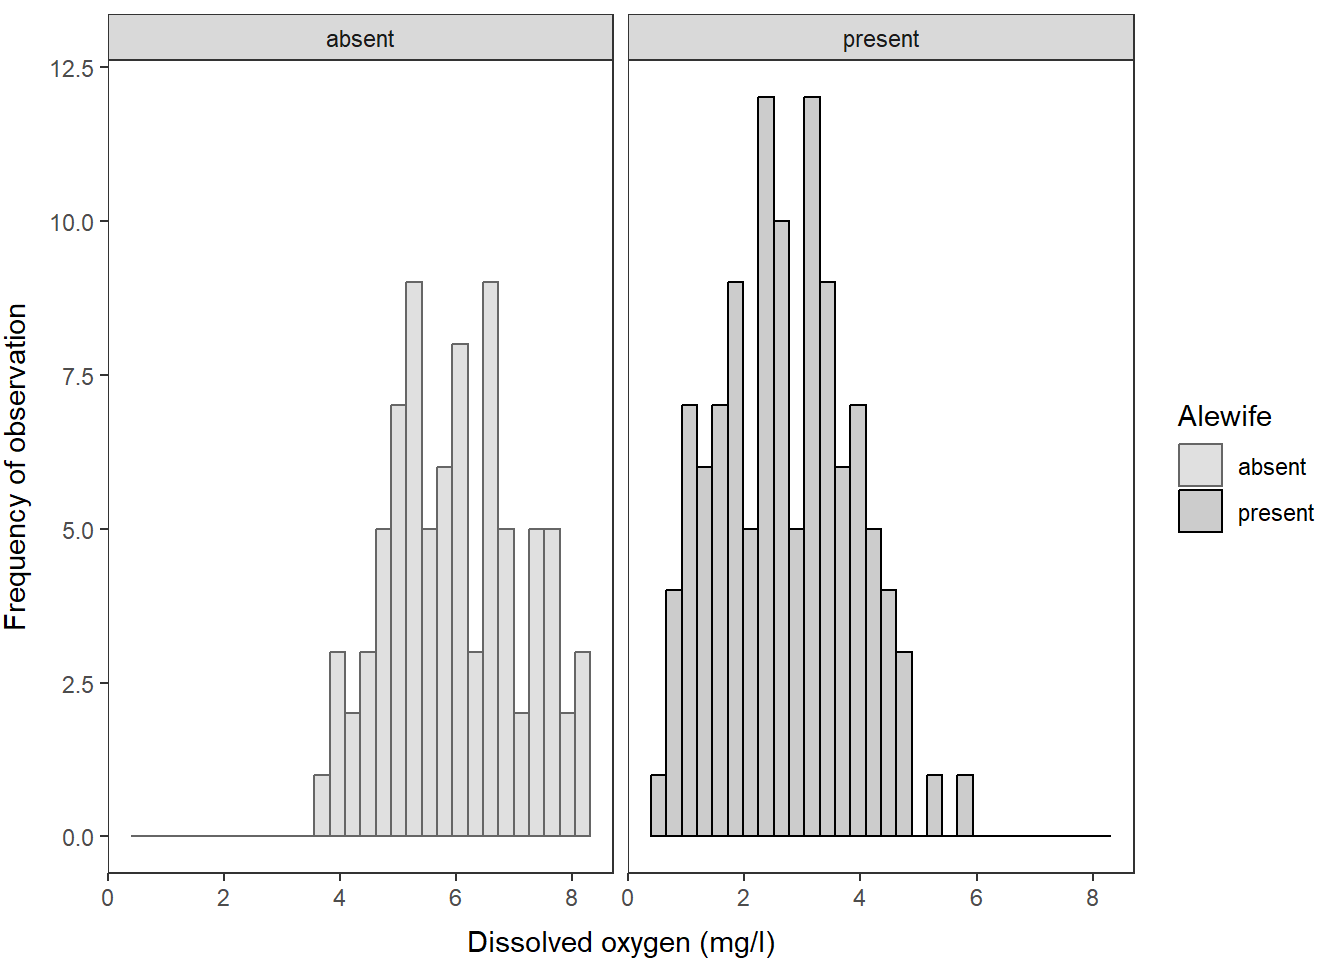 absent
present
12.5
10.0
7.5
5.0
2.5
0.0
Frequency of observation
0 2 4 6 8
0 2 4 6 8
Dissolved oxygen (mg/l)
Alewife
absent
present